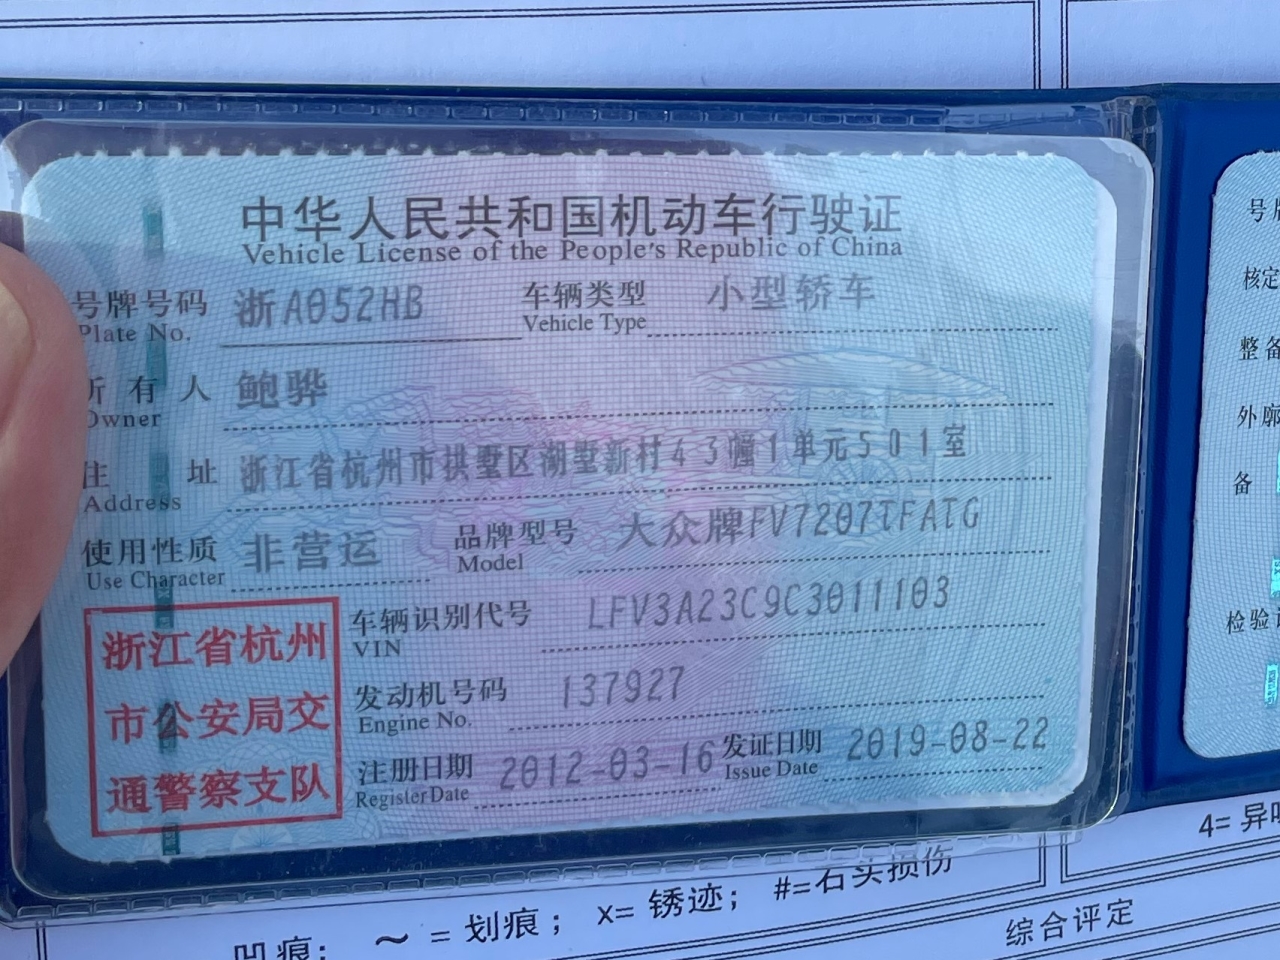 中华人民共和国机动车行驶证
Vehicle License of the People's Republic of China
号牌号码 浙A052HB 车辆类型 小型轿车
Plate No. Vehicle Type
所有人 鲍骅
Owner
住址 浙江省杭州市拱墅区湖墅新村43幢1单元501室
Address
使用性质 非营运 品牌型号 大众牌FV7207TFATG
Use Character Model
车辆识别代号 LFV3A23C9C3011103
VIN
发动机号码 137927
Engine No.
注册日期 2012-03-16 发证日期 2019-08-22
Register Date Issue Date
浙江省杭州
市公安局交
通警察支队
号牌
核定
整备
外廓
备
检验
4= 异响
凹痕; ~ = 划痕; x= 锈迹; #=石头损伤
综合评定